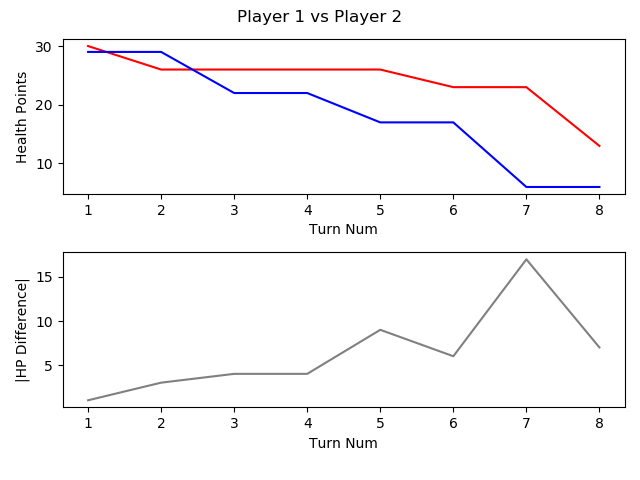 Player 1 vs Player 2
Health Points
30
20
10
1 2 3 4 5 6 7 8
Turn Num
|HP Difference|
15
10
5
1 2 3 4 5 6 7 8
Turn Num